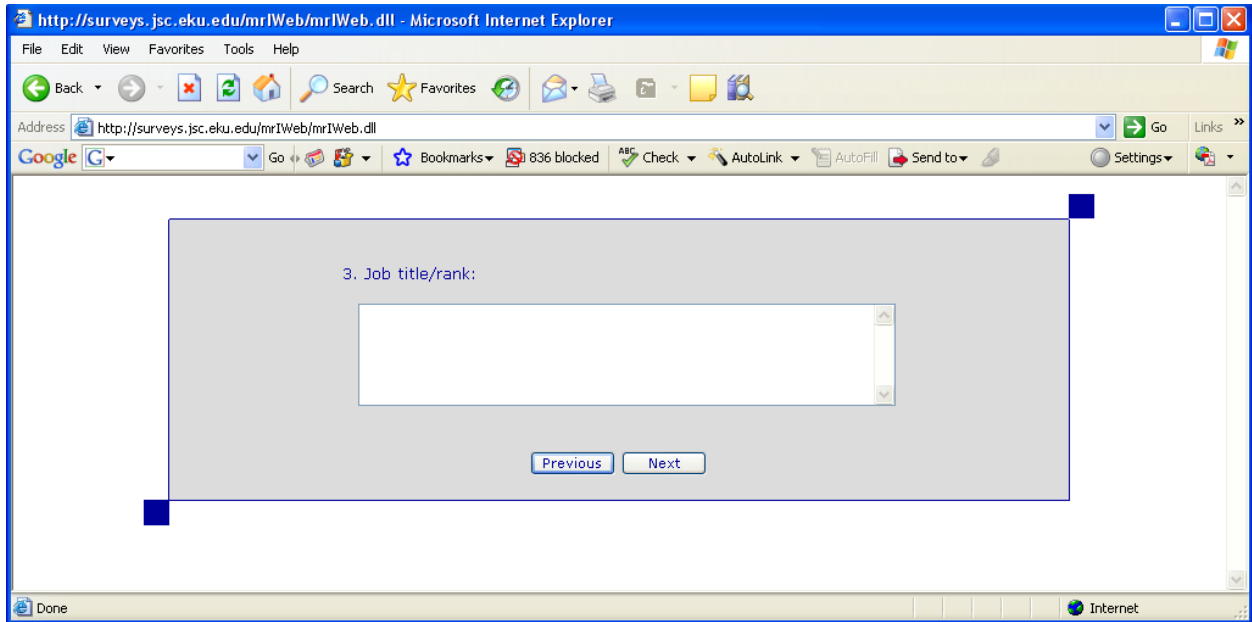 http://surveys.jsc.eku.edu/mrIWeb/mrIWeb.dll - Microsoft Internet Explorer
File Edit View Favorites Tools Help
Back Search Favorites
Address http://surveys.jsc.eku.edu/mrIWeb/mrIWeb.dll Go Links »
Google G Go Bookmarks 836 blocked ABC Check AutoLink AutoFill Send to Settings
3. Job title/rank:
Previous Next
Done Internet